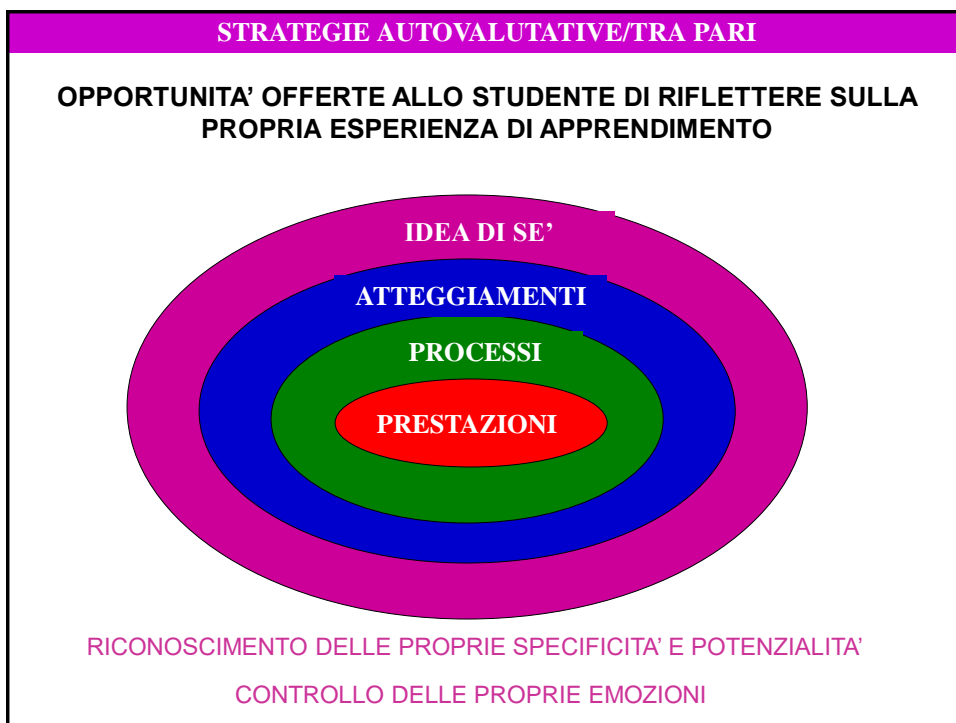 STRATEGIE AUTOVALUTATIVE/TRA PARI
OPPORTUNITA’ OFFERTE ALLO STUDENTE DI RIFLETTERE SULLA
PROPRIA ESPERIENZA DI APPRENDIMENTO
IDEA DI SE’
ATTEGGIAMENTI
PROCESSI
PRESTAZIONI
RICONOSCIMENTO DELLE PROPRIE SPECIFICITA’ E POTENZIALITA’
CONTROLLO DELLE PROPRIE EMOZIONI